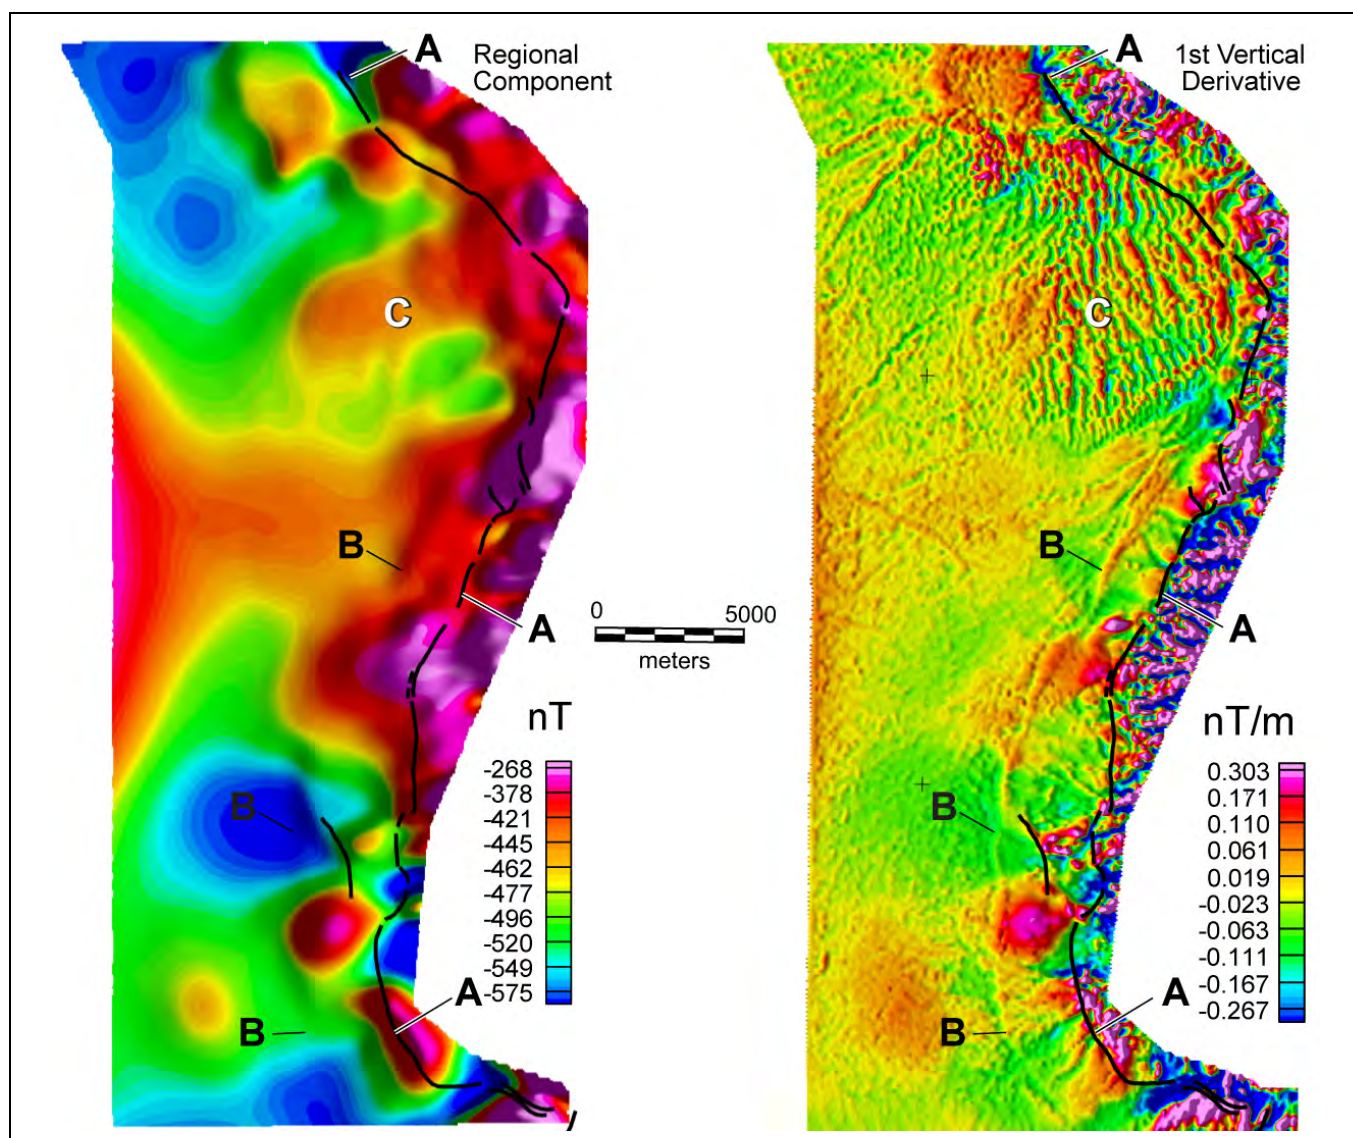 A
Regional
Component
C
B
A
B
A
B
nT
-268
-378
-421
-445
-462
-477
-496
-520
-549
-575
0
5000
meters
A
1st Vertical
Derivative
C
B
A
B
A
B
nT/m
0.303
0.171
0.110
0.061
0.019
-0.023
-0.063
-0.111
-0.167
-0.267